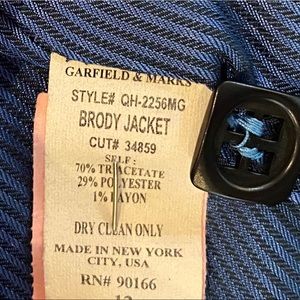 GARFIELD & MARKS
STYLE# QH-2256MG
BRODY JACKET
CUT# 34859
SELF:
70% TRIACETATE
29% POLYESTER
1% RAYON
DRY CLEAN ONLY
MADE IN NEW YORK
CITY, USA
RN# 90166
12